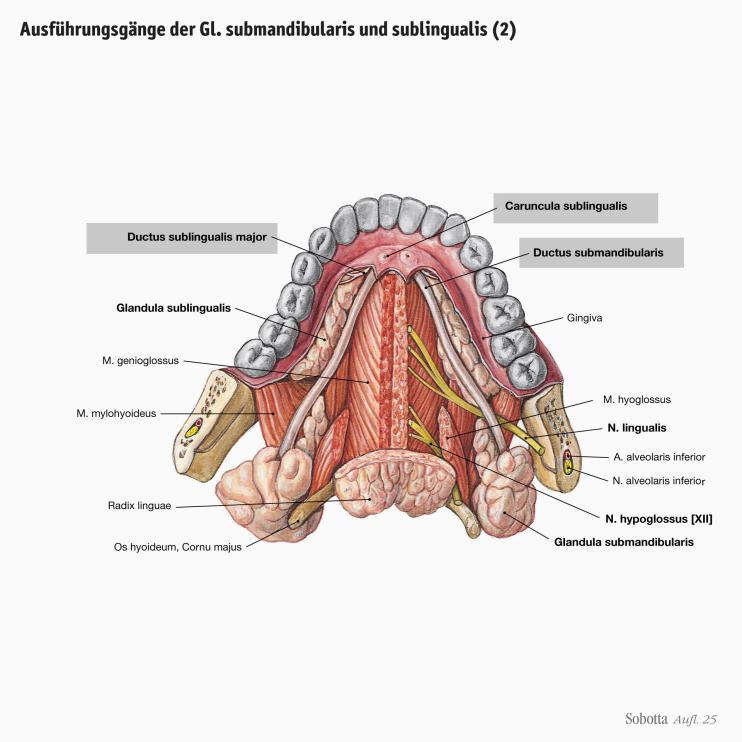 Ausführungsgänge der Gl. submandibularis und sublingualis (2)
Caruncula sublingualis
Ductus sublingualis major
Ductus submandibularis
Glandula sublingualis
Gingiva
M. genioglossus
M. hyoglossus
M. mylohyoideus
N. lingualis
A. alveolaris inferior
N. alveolaris inferior
Radix linguae
N. hypoglossus [XII]
Os hyoideum, Cornu majus
Glandula submandibularis
Sobotta Aufl. 25